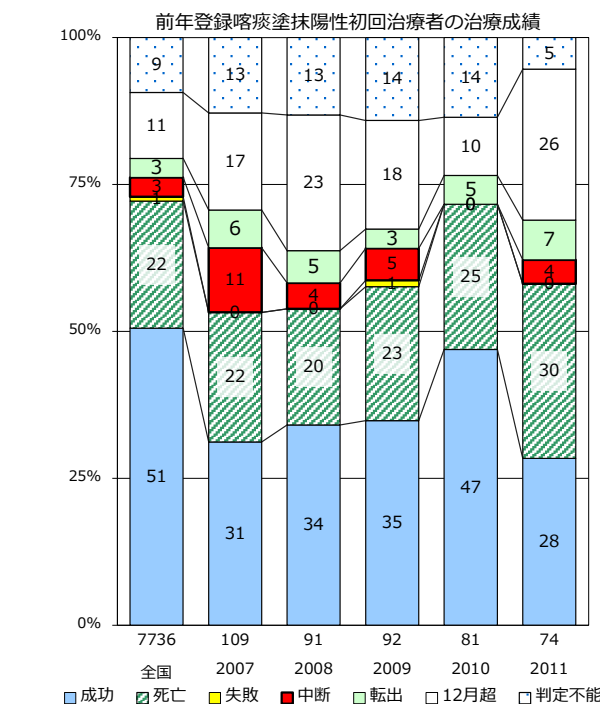 前年登録喀痰塗抹陽性初回治療者の治療成績
100%
9 13 13 14 14 5
11 17 23 18 10 26
3 6 5 3 5 7
75%
3 11 4 5 0 4
1 0 0 1 0 0
22 22 20 23 25 30
50%
51 31 34 35 47 28
25%
0%
7736 109 91 92 81 74
全国 2007 2008 2009 2010 2011
成功 死亡 失敗 中断 転出 12月超 判定不能